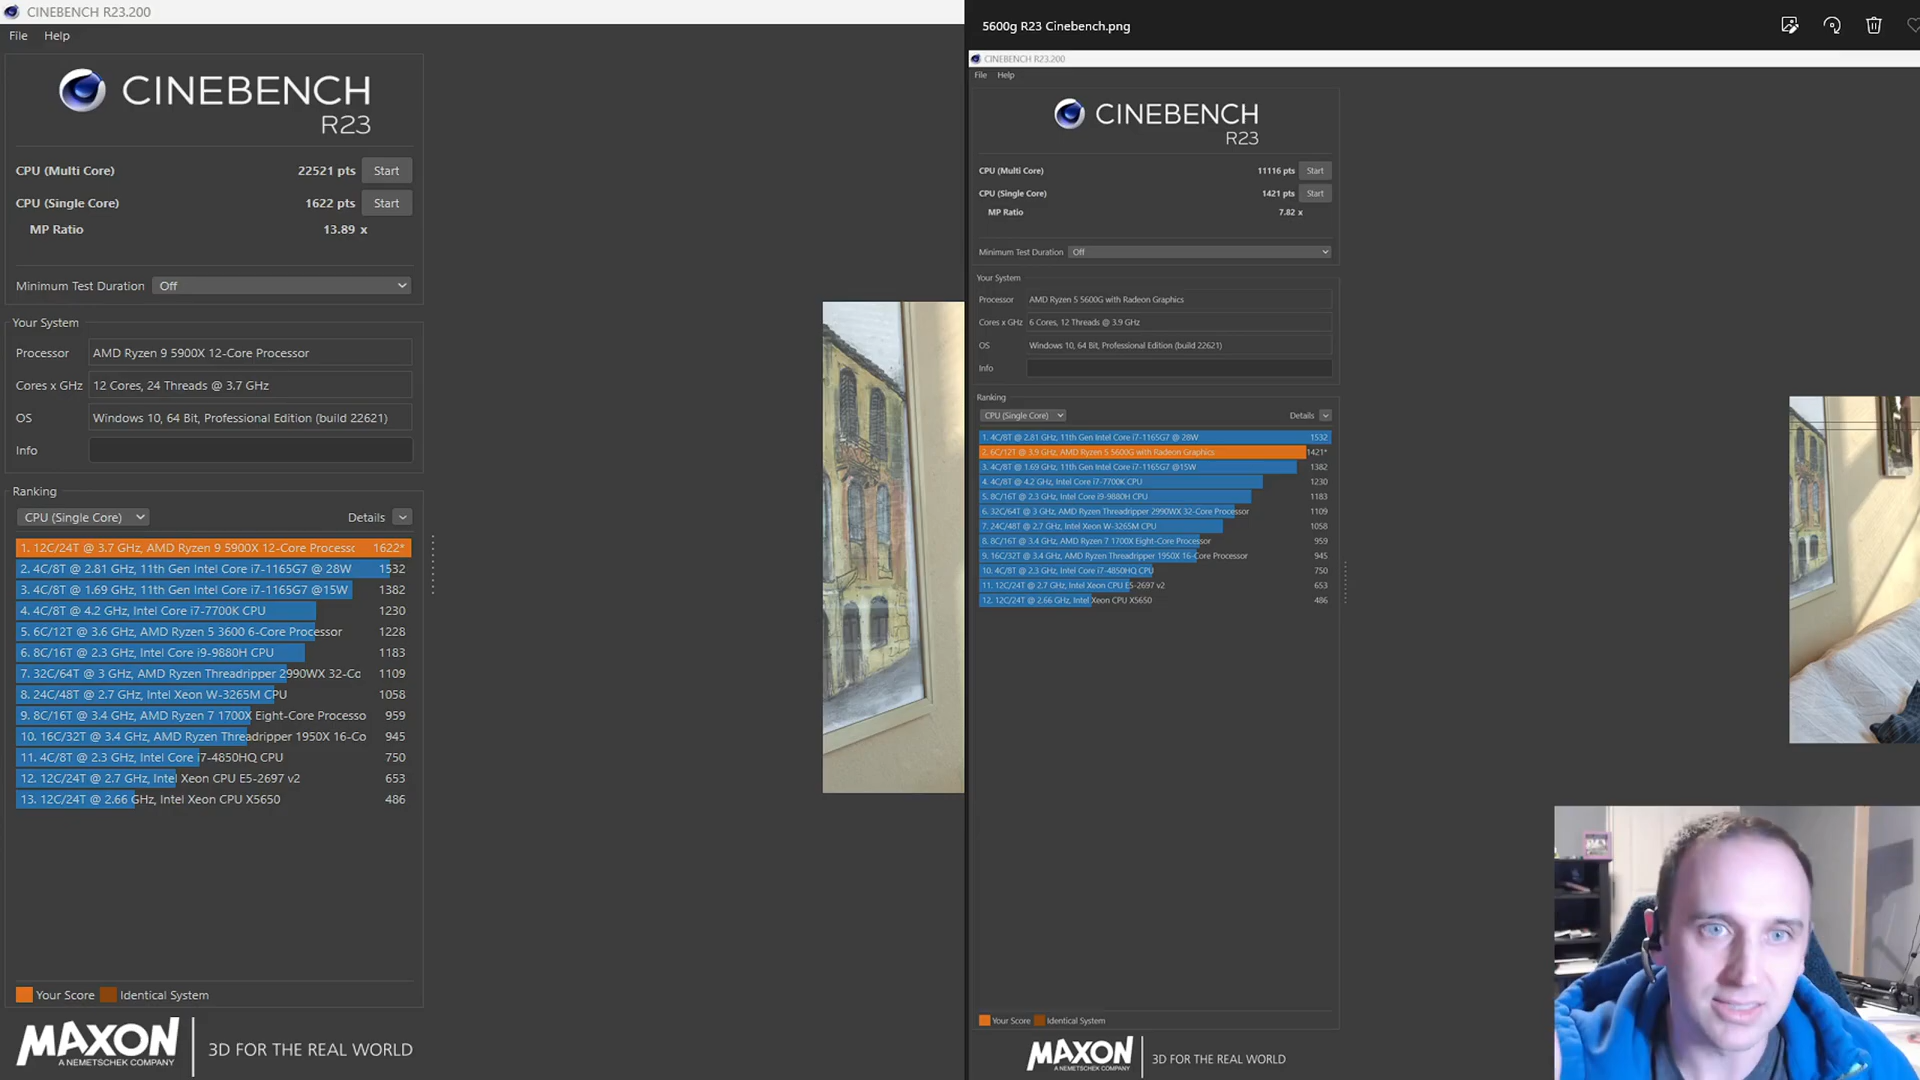 CINEBENCH R23.200
File Help
CINEBENCH
R23
CPU (Multi Core) 22521 pts Start
CPU (Single Core) 1622 pts Start
MP Ratio 13.89 x
Minimum Test Duration Off
Your System
Processor AMD Ryzen 9 5900X 12-Core Processor
Cores x GHz 12 Cores, 24 Threads @ 3.7 GHz
OS Windows 10, 64 Bit, Professional Edition (build 22621)
Info
Ranking
CPU (Single Core) Details
1. 12C/24T @ 3.7 GHz, AMD Ryzen 9 5900X 12-Core Processc 1622*
2. 4C/8T @ 2.81 GHz, 11th Gen Intel Core i7-1165G7 @ 28W 1532
3. 4C/8T @ 1.69 GHz, 11th Gen Intel Core i7-1165G7 @15W 1382
4. 4C/8T @ 4.2 GHz, Intel Core i7-7700K CPU 1230
5. 6C/12T @ 3.6 GHz, AMD Ryzen 5 3600 6-Core Processor 1228
6. 8C/16T @ 2.3 GHz, Intel Core i9-9880H CPU 1183
7. 32C/64T @ 3 GHz, AMD Ryzen Threadripper 2990WX 32-Co 1109
8. 24C/48T @ 2.7 GHz, Intel Xeon W-3265M CPU 1058
9. 8C/16T @ 3.4 GHz, AMD Ryzen 7 1700X Eight-Core Processo 959
10. 16C/32T @ 3.4 GHz, AMD Ryzen Threadripper 1950X 16-Co 945
11. 4C/8T @ 2.3 GHz, Intel Core i7-4850HQ CPU 750
12. 12C/24T @ 2.7 GHz, Intel Xeon CPU E5-2697 v2 653
13. 12C/24T @ 2.66 GHz, Intel Xeon CPU X5650 486
Your Score Identical System
MAXON
A NEMETSCHEK COMPANY
3D FOR THE REAL WORLD
5600g R23 Cinebench.png
CINEBENCH R23.200
File Help
CINEBENCH
R23
CPU (Multi Core) 11116 pts Start
CPU (Single Core) 1421 pts Start
MP Ratio 7.82 x
Minimum Test Duration Off
Your System
Processor AMD Ryzen 5 5600G with Radeon Graphics
Cores x GHz 6 Cores, 12 Threads @ 3.9 GHz
OS Windows 10, 64 Bit, Professional Edition (build 22621)
Info
Ranking
CPU (Single Core) Details
1. 4C/8T @ 2.81 GHz, 11th Gen Intel Core i7-1165G7 @ 28W 1532
2. 6C/12T @ 3.9 GHz, AMD Ryzen 5 5600G with Radeon Graphics 1421*
3. 4C/8T @ 1.69 GHz, 11th Gen Intel Core i7-1165G7 @15W 1382
4. 4C/8T @ 4.2 GHz, Intel Core i7-7700K CPU 1230
5. 8C/16T @ 2.3 GHz, Intel Core i9-9880H CPU 1183
6. 32C/64T @ 3 GHz, AMD Ryzen Threadripper 2990WX 32-Core Processor 1109
7. 24C/48T @ 2.7 GHz, Intel Xeon W-3265M CPU 1058
8. 8C/16T @ 3.4 GHz, AMD Ryzen 7 1700X Eight-Core Processor 959
9. 16C/32T @ 3.4 GHz, AMD Ryzen Threadripper 1950X 16-Core Processor 945
10. 4C/8T @ 2.3 GHz, Intel Core i7-4850HQ CPU 750
11. 12C/24T @ 2.7 GHz, Intel Xeon CPU E5-2697 v2 653
12. 12C/24T @ 2.66 GHz, Intel Xeon CPU X5650 486
Your Score Identical System
MAXON
A NEMETSCHEK COMPANY
3D FOR THE REAL WORLD